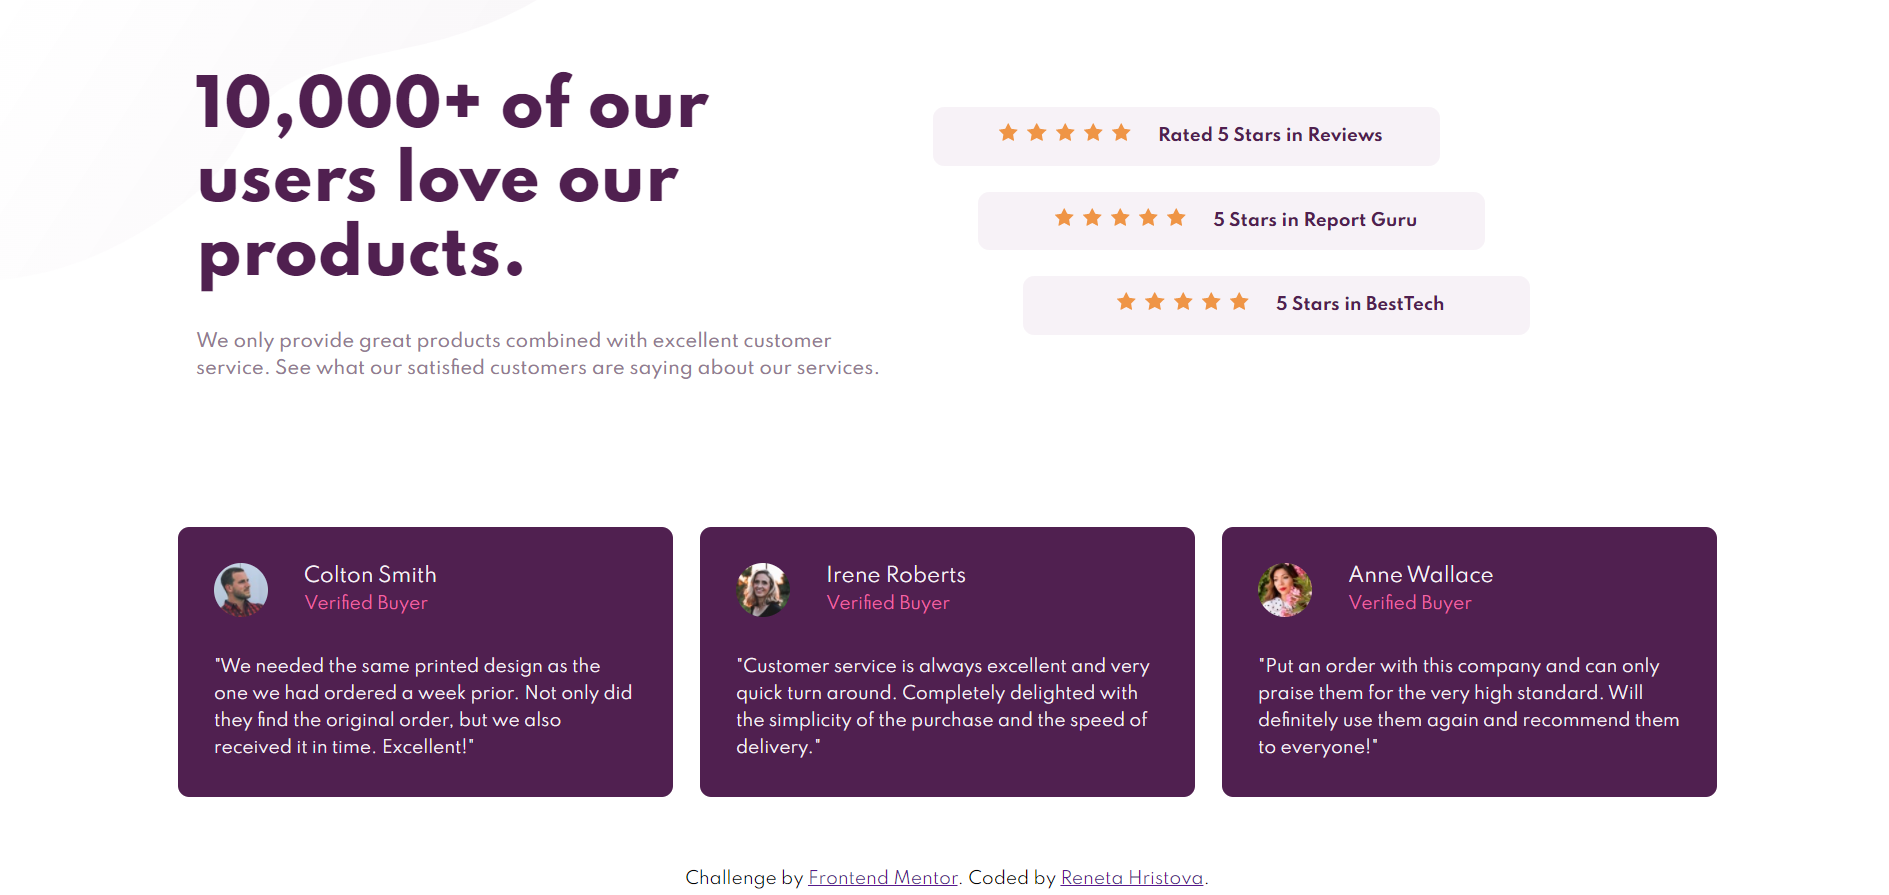 10,000+ of our
users love our
products.
We only provide great products combined with excellent customer
service. See what our satisfied customers are saying about our services.
Rated 5 Stars in Reviews
5 Stars in Report Guru
5 Stars in BestTech
Colton Smith
Verified Buyer
"We needed the same printed design as the
one we had ordered a week prior. Not only did
they find the original order, but we also
received it in time. Excellent!"
Irene Roberts
Verified Buyer
"Customer service is always excellent and very
quick turn around. Completely delighted with
the simplicity of the purchase and the speed of
delivery."
Anne Wallace
Verified Buyer
"Put an order with this company and can only
praise them for the very high standard. Will
definitely use them again and recommend them
to everyone!"
Challenge by Frontend Mentor. Coded by Reneta Hristova.